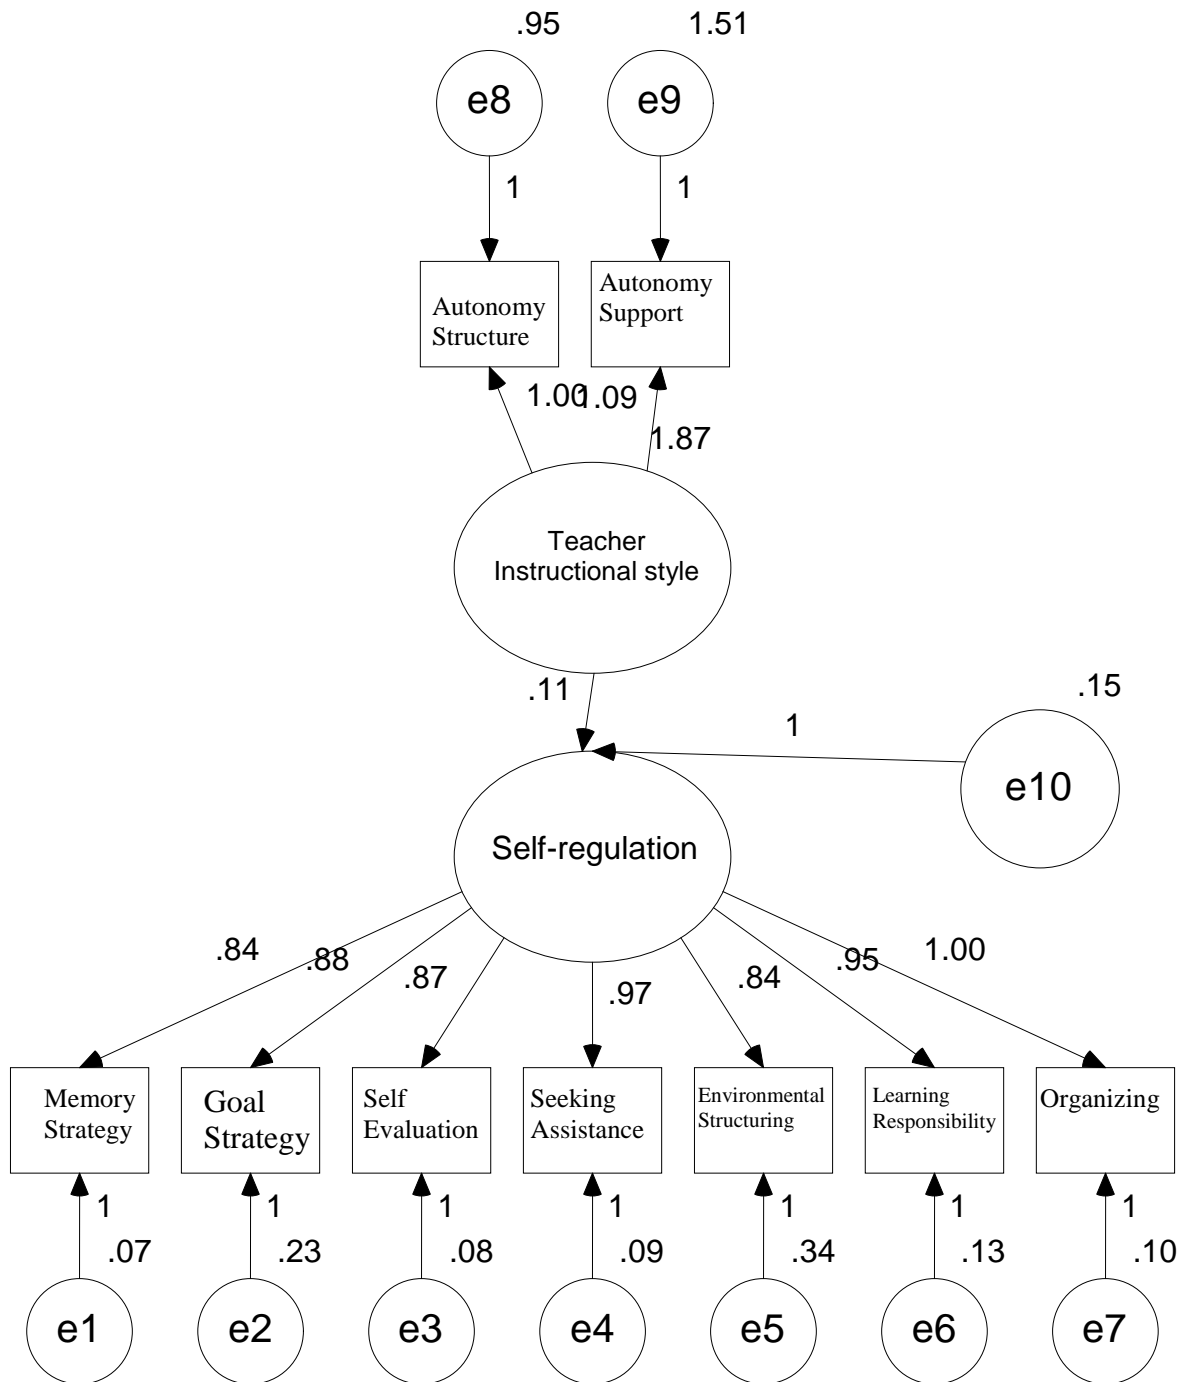 .95 1.51
e8 e9
1 1
Autonomy
Structure
Autonomy
Support
1.00 1.09
1.87
Teacher
Instructional style
.11
.15
1
e10
Self-regulation
.84 .88 .87 .97 .84 .95 1.00
Memory
Strategy
Goal
Strategy
Self
Evaluation
Seeking
Assistance
Environmental
Structuring
Learning
Responsibility
Organizing
1 1 1 1 1 1 1
.07 .23 .08 .09 .34 .13 .10
e1 e2 e3 e4 e5 e6 e7